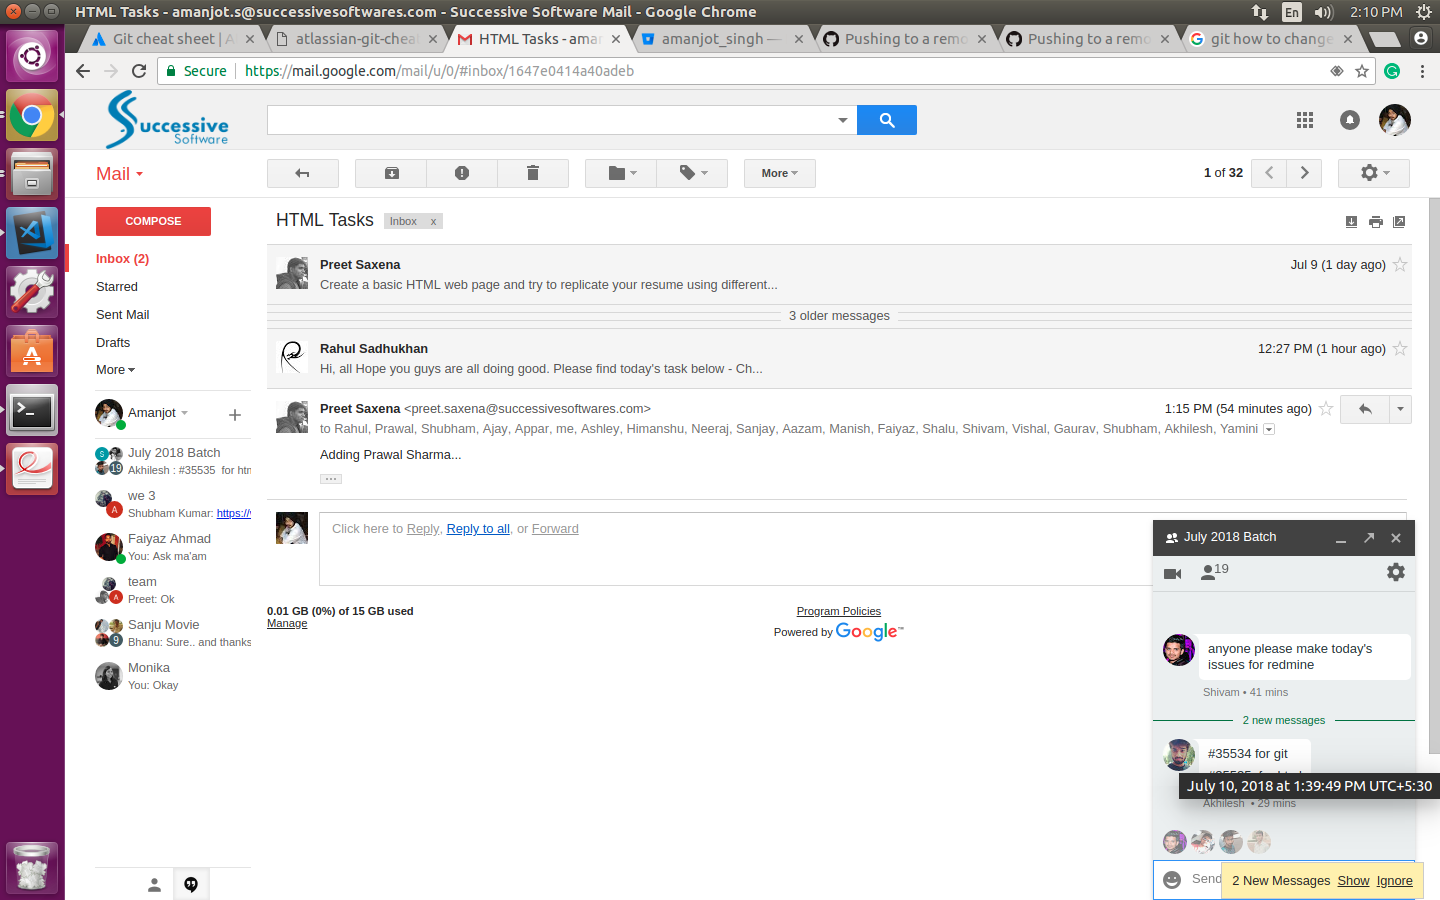 HTML Tasks - amanjot.s@successivesoftwares.com - Successive Software Mail - Google Chrome
En
2:10 PM
Git cheat sheet | A
atlassian-git-chea
HTML Tasks - aman
amanjot_singh —
Pushing to a remo
Pushing to a remo
git how to change
Secure
https://mail.google.com/mail/u/0/#inbox/1647e0414a40adeb
Successive
Software
Mail
More
1 of 32
COMPOSE
HTML Tasks
Inbox x
Inbox (2)
Starred
Sent Mail
Drafts
More
Preet Saxena
Jul 9 (1 day ago)
Create a basic HTML web page and try to replicate your resume using different...
3 older messages
Rahul Sadhukhan
12:27 PM (1 hour ago)
Hi, all Hope you guys are all doing good. Please find today's task below - Ch...
Preet Saxena <preet.saxena@successivesoftwares.com>
1:15 PM (54 minutes ago)
to Rahul, Prawal, Shubham, Ajay, Appar, me, Ashley, Himanshu, Neeraj, Sanjay, Aazam, Manish, Faiyaz, Shalu, Shivam, Vishal, Gaurav, Shubham, Akhilesh, Yamini
Adding Prawal Sharma...
Click here to Reply, Reply to all, or Forward
0.01 GB (0%) of 15 GB used
Manage
Program Policies
Powered by Google™
Amanjot
S
19
July 2018 Batch
Akhilesh : #35535 for htm
A
we 3
Shubham Kumar: https://
Faiyaz Ahmad
You: Ask ma'am
A
team
Preet: Ok
9
Sanju Movie
Bhanu: Sure.. and thanks
Monika
You: Okay
July 2018 Batch
19
anyone please make today's
issues for redmine
Shivam • 41 mins
2 new messages
#35534 for git
July 10, 2018 at 1:39:49 PM UTC+5:30
Akhilesh • 29 mins
Send
2 New Messages Show Ignore